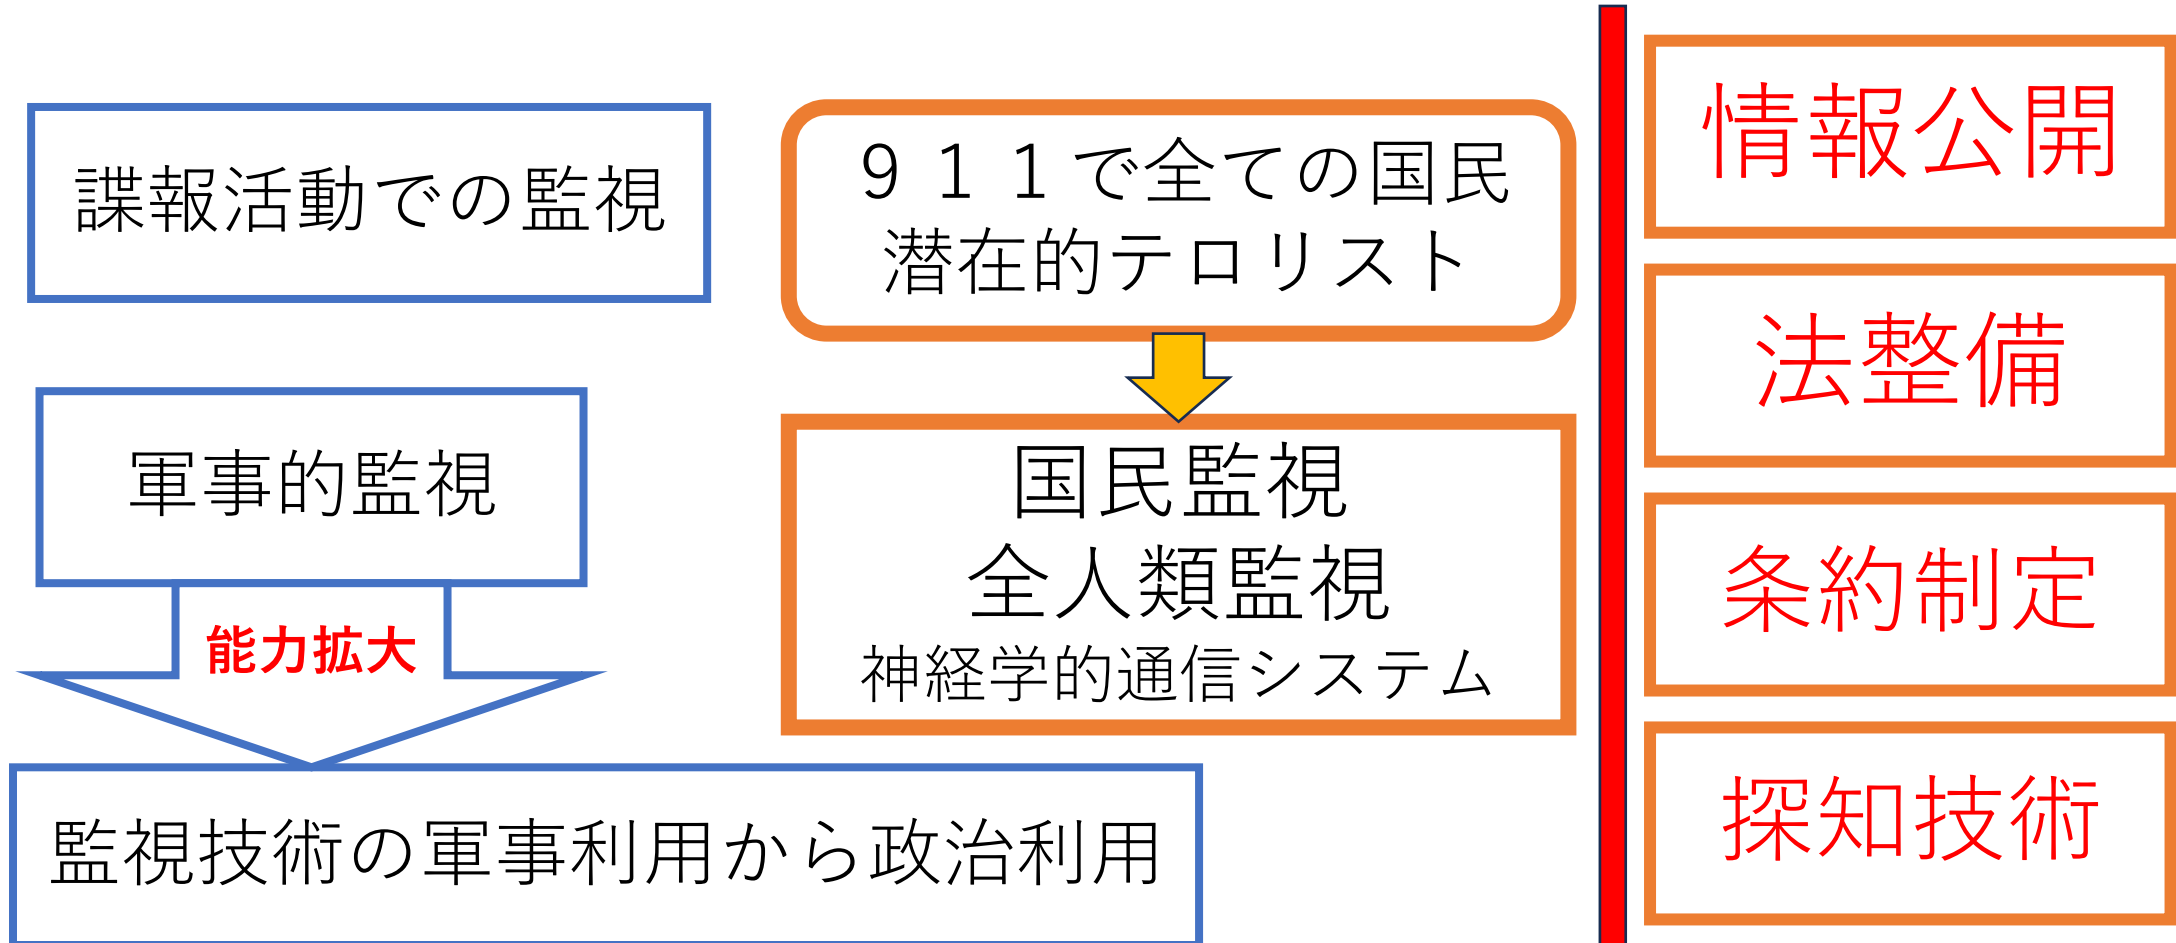 諜報活動での監視
軍事的監視
能力拡大
監視技術の軍事利用から政治利用
９１１で全ての国民
潜在的テロリスト
国民監視
全人類監視
神経学的通信システム
情報公開
法整備
条約制定
探知技術